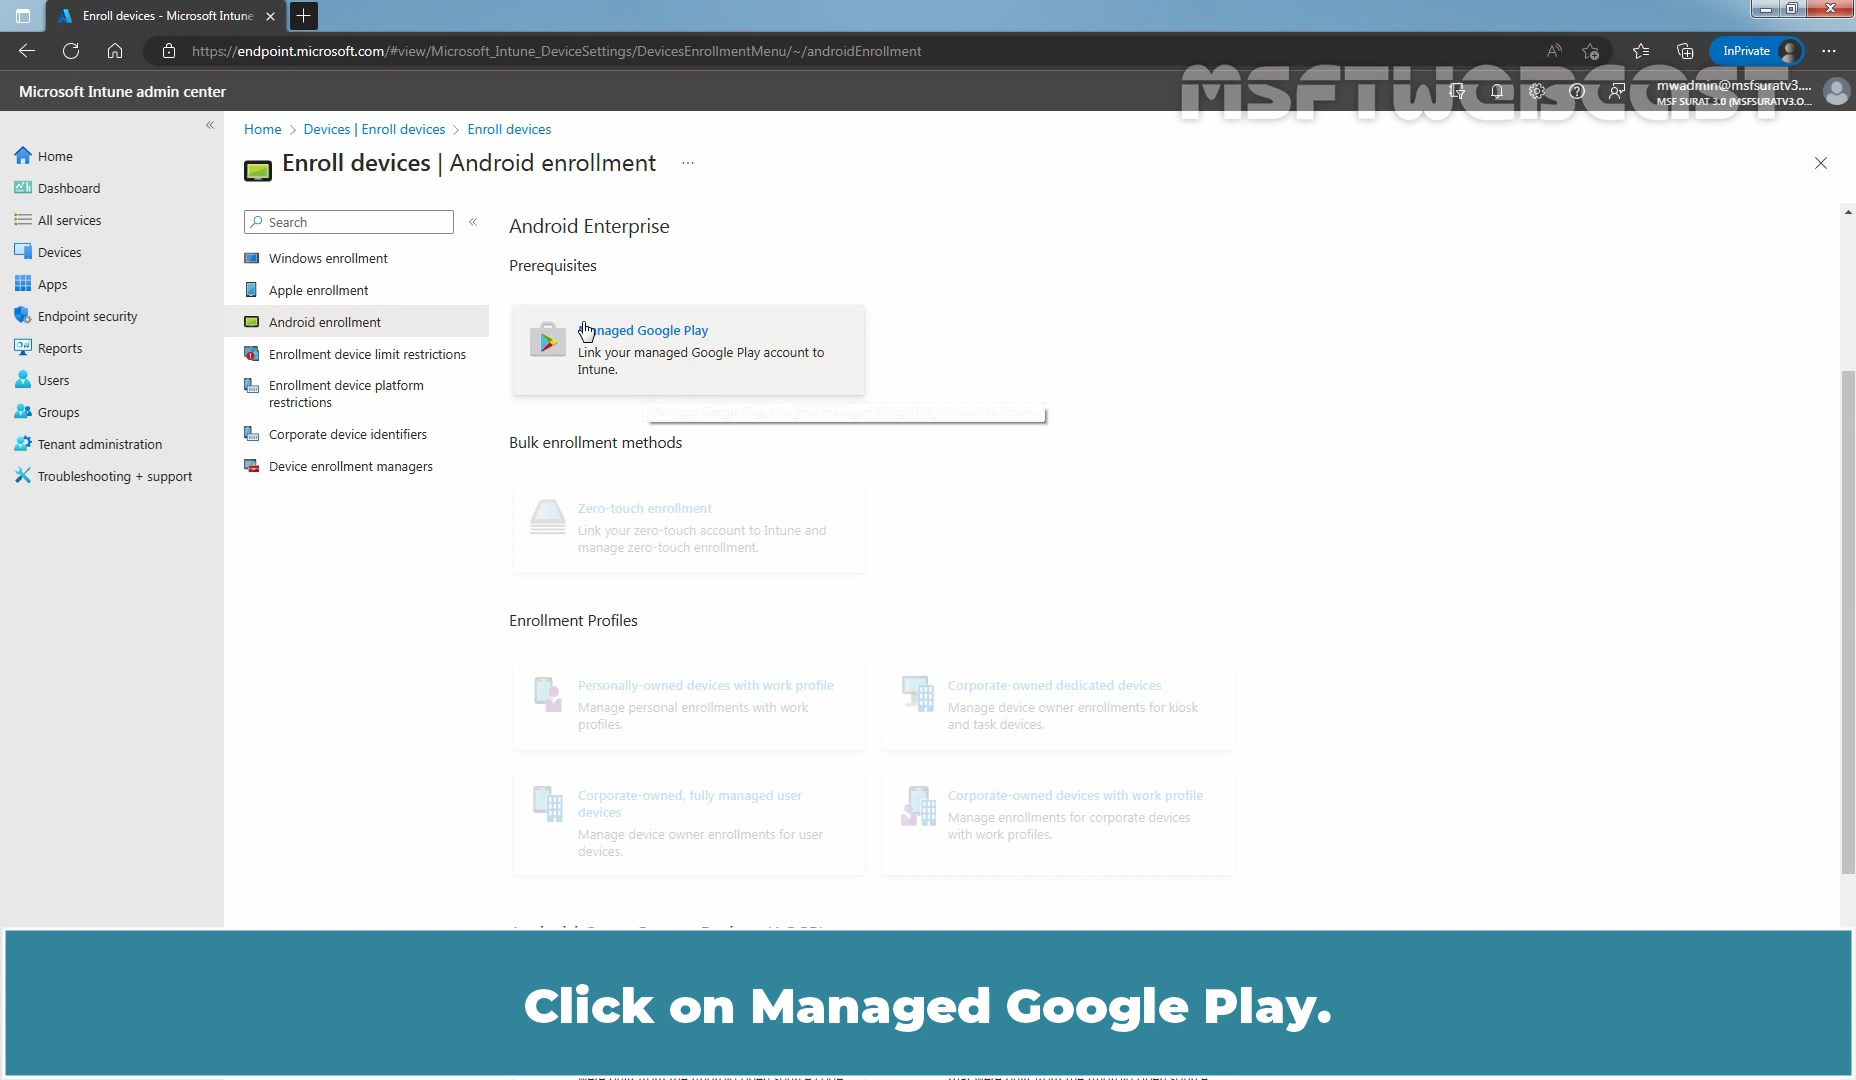 Enroll devices - Microsoft Intune
https://endpoint.microsoft.com/#view/Microsoft_Intune_DeviceSettings/DevicesEnrollmentMenu/~/androidEnrollment
InPrivate
Microsoft Intune admin center
MSFTWEBCAST
mwadmin@msfsuratv3....
MSF SURAT 3.0 (MSFSURATV3.O...
Home > Devices | Enroll devices > Enroll devices
Enroll devices | Android enrollment
Home
Dashboard
All services
Devices
Apps
Endpoint security
Reports
Users
Groups
Tenant administration
Troubleshooting + support
Search
Windows enrollment
Apple enrollment
Android enrollment
Enrollment device limit restrictions
Enrollment device platform
restrictions
Corporate device identifiers
Device enrollment managers
Android Enterprise
Prerequisites
Managed Google Play
Link your managed Google Play account to
Intune.
Bulk enrollment methods
Zero-touch enrollment
Link your zero-touch account to Intune and
manage zero-touch enrollment.
Enrollment Profiles
Personally-owned devices with work profile
Manage personal enrollments with work
profiles.
Corporate-owned dedicated devices
Manage device owner enrollments for kiosk
and task devices.
Corporate-owned, fully managed user
devices
Manage device owner enrollments for user
devices.
Corporate-owned devices with work profile
Manage enrollments for corporate devices
with work profiles.
Click on Managed Google Play.